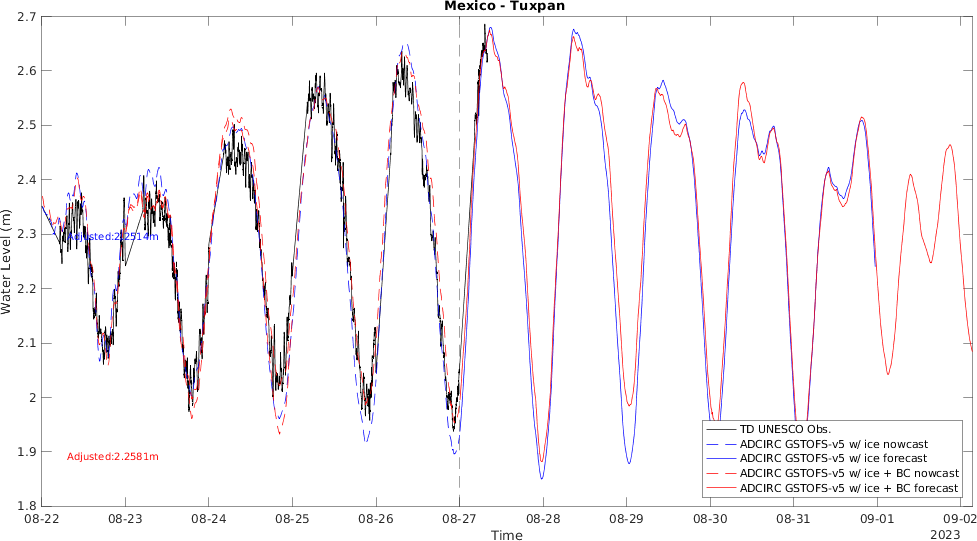 Mexico - Tuxpan
Water Level (m)
2.7
2.6
2.5
2.4
2.3
2.2
2.1
2
1.9
1.8
Adjusted:2.2514m
Adjusted:2.2581m
TD UNESCO Obs.
ADCIRC GSTOFS-v5 w/ ice nowcast
ADCIRC GSTOFS-v5 w/ ice forecast
ADCIRC GSTOFS-v5 w/ ice + BC nowcast
ADCIRC GSTOFS-v5 w/ ice + BC forecast
08-22 08-23 08-24 08-25 08-26 08-27 08-28 08-29 08-30 08-31 09-01 09-02
Time
2023